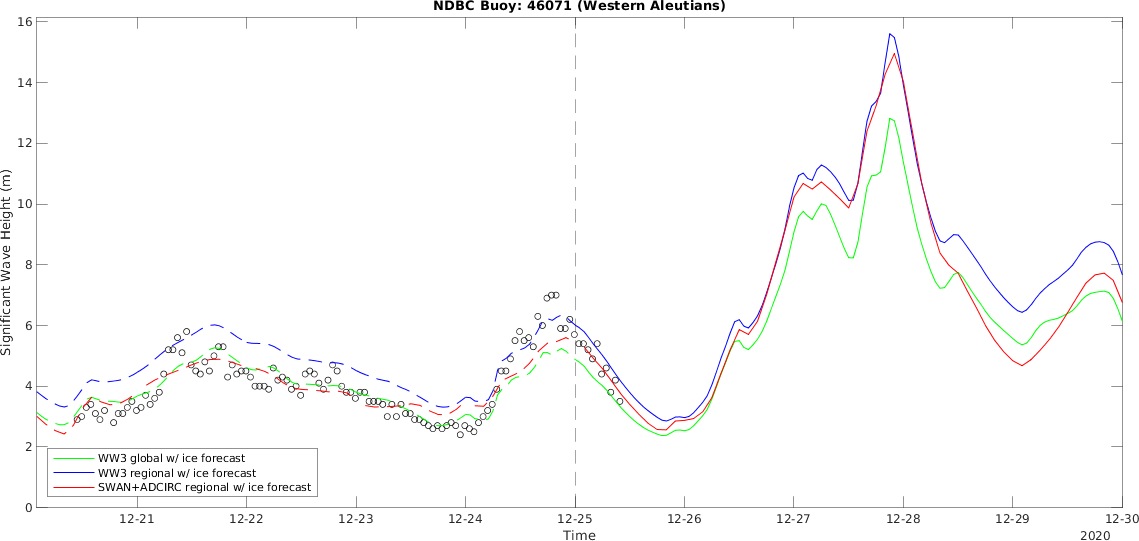 NDBC Buoy: 46071 (Western Aleutians)
Significant Wave Height (m)
16
14
12
10
8
6
4
2
0
WW3 global w/ ice forecast
WW3 regional w/ ice forecast
SWAN+ADCIRC regional w/ ice forecast
12-21 12-22 12-23 12-24 12-25 12-26 12-27 12-28 12-29 12-30
Time
2020